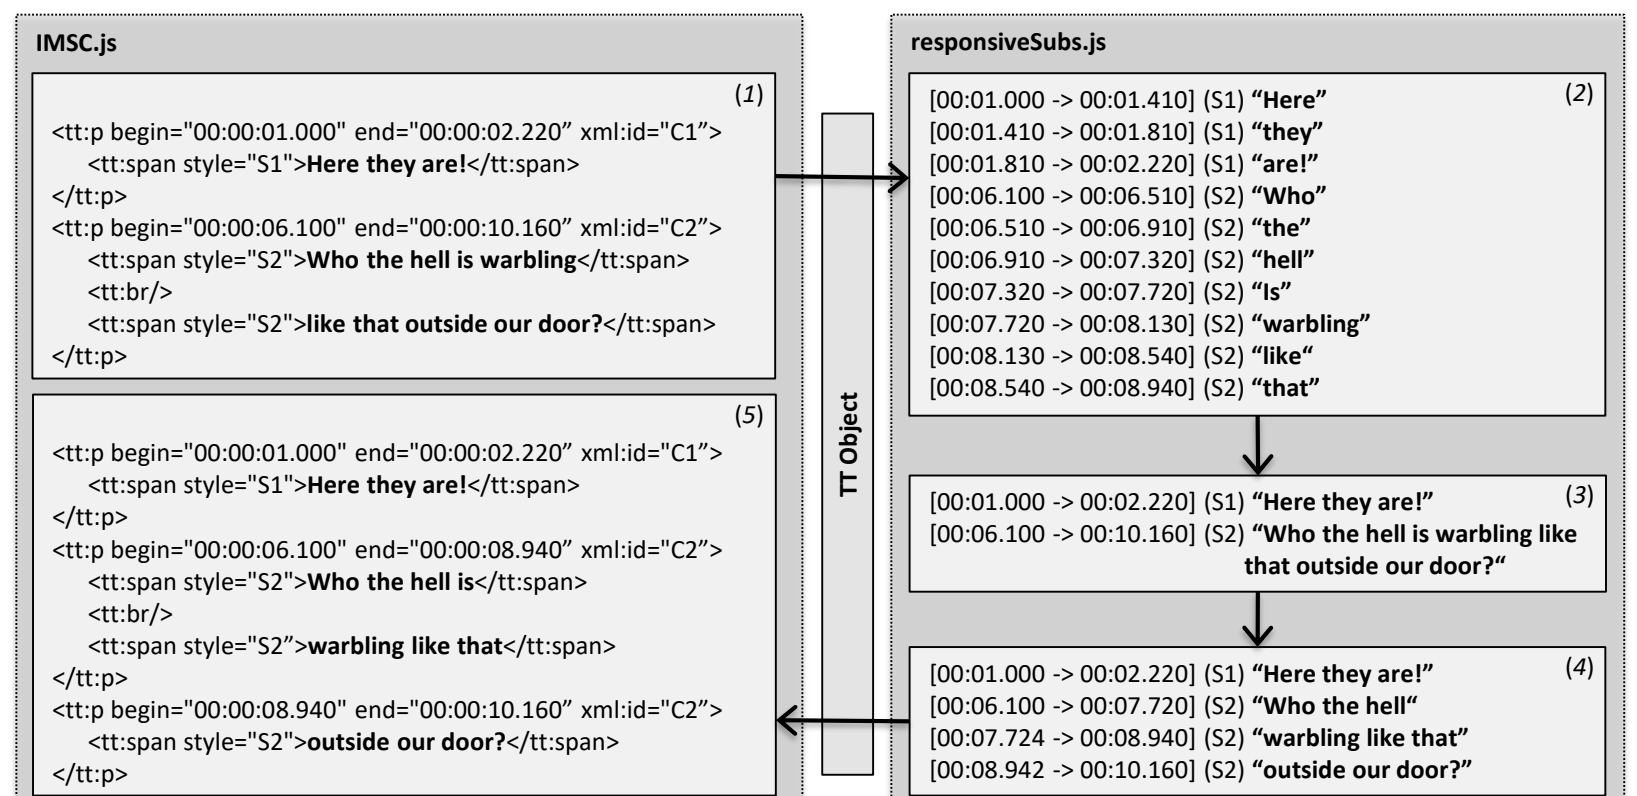 IMSC.js
(1)
<tt:p begin="00:00:01.000" end="00:00:02.220” xml:id="C1”>
<tt:span style="S1">Here they are!</tt:span>
</tt:p>
<tt:p begin="00:00:06.100" end="00:00:10.160” xml:id="C2”>
<tt:span style="S2">Who the hell is warbling</tt:span>
<tt:br/>
<tt:span style="S2">like that outside our door?</tt:span>
</tt:p>
(5)
<tt:p begin="00:00:01.000" end="00:00:02.220” xml:id="C1”>
<tt:span style="S1">Here they are!</tt:span>
</tt:p>
<tt:p begin="00:00:06.100" end="00:00:08.940” xml:id="C2”>
<tt:span style="S2">Who the hell is</tt:span>
<tt:br/>
<tt:span style="S2”>warbling like that</tt:span>
</tt:p>
<tt:p begin="00:00:08.940" end="00:00:10.160” xml:id="C2”>
<tt:span style="S2">outside our door?</tt:span>
</tt:p>
TT Object
responsiveSubs.js
(2)
[00:01.000 -> 00:01.410] (S1) “Here”
[00:01.410 -> 00:01.810] (S1) “they”
[00:01.810 -> 00:02.220] (S1) “are!”
[00:06.100 -> 00:06.510] (S2) “Who”
[00:06.510 -> 00:06.910] (S2) “the”
[00:06.910 -> 00:07.320] (S2) “hell”
[00:07.320 -> 00:07.720] (S2) “Is”
[00:07.720 -> 00:08.130] (S2) “warbling”
[00:08.130 -> 00:08.540] (S2) “like“
[00:08.540 -> 00:08.940] (S2) “that”
(3)
[00:01.000 -> 00:02.220] (S1) “Here they are!”
[00:06.100 -> 00:10.160] (S2) “Who the hell is warbling like
that outside our door?“
(4)
[00:01.000 -> 00:02.220] (S1) “Here they are!”
[00:06.100 -> 00:07.720] (S2) “Who the hell“
[00:07.724 -> 00:08.940] (S2) “warbling like that”
[00:08.942 -> 00:10.160] (S2) “outside our door?”